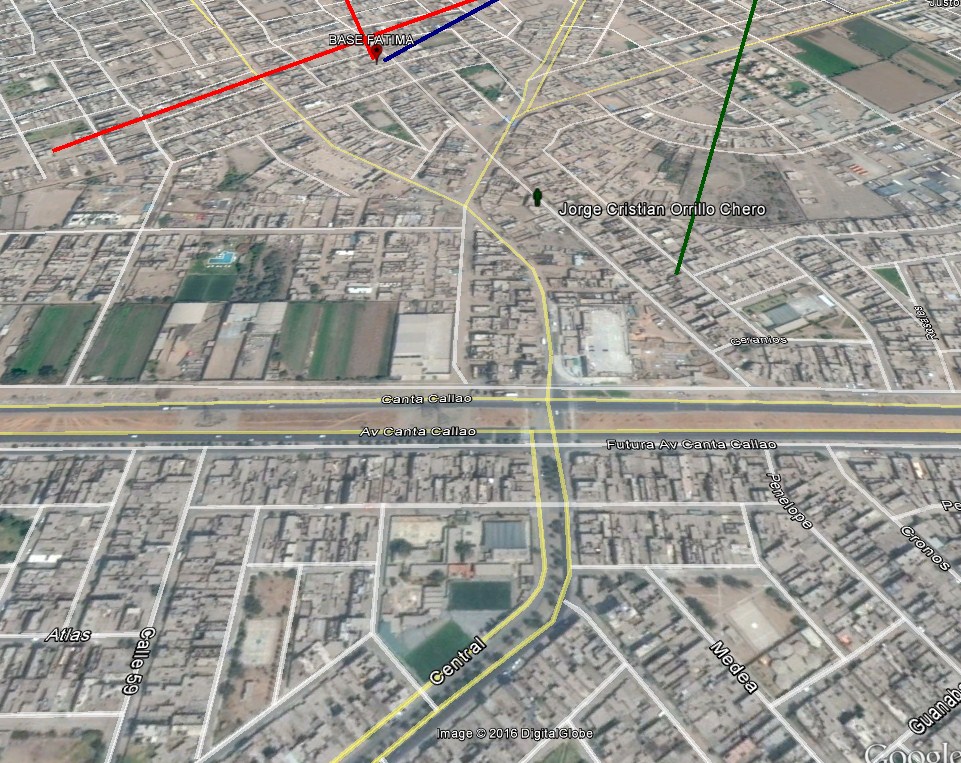 Justo
BASE FATIMA
Jorge Cristian Orrillo Chero
Geranios
Canta Callao
Av Canta Callao
Futura Av Canta Callao
Penelope
Cronos
Atlas
Calle 59
Central
Medea
Image © 2016 DigitalGlobe
Google